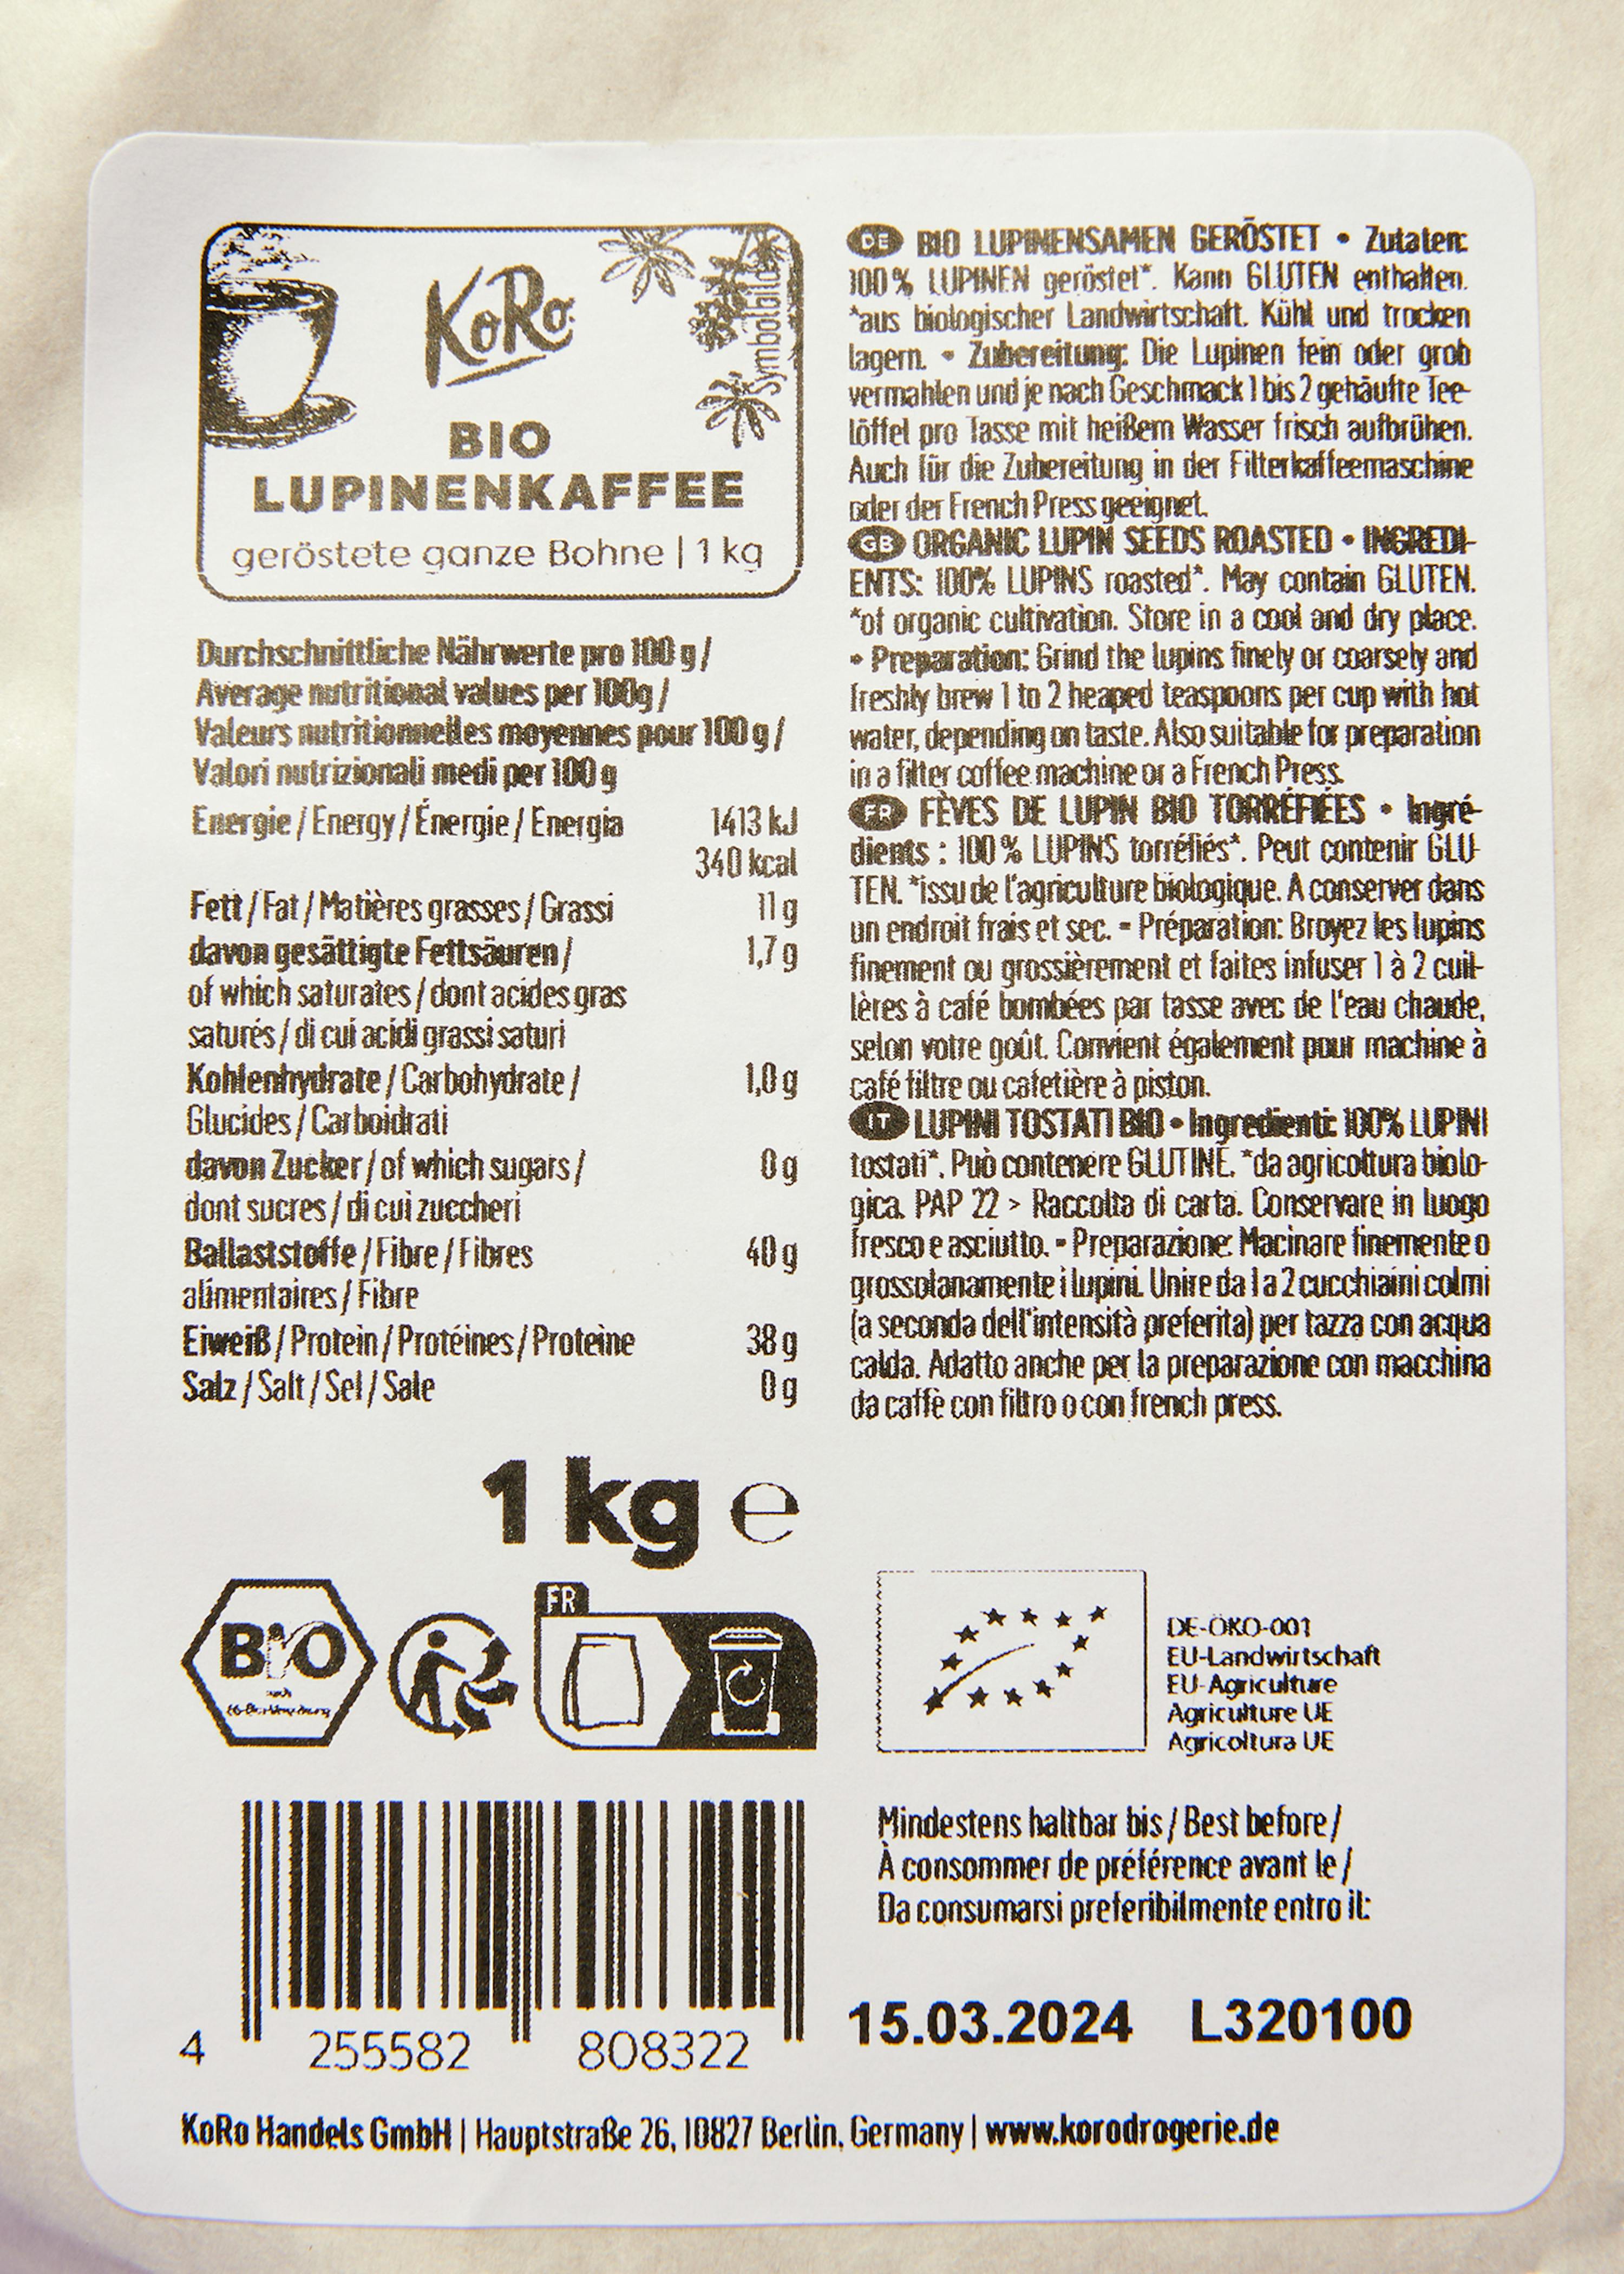 KoRo
Symbolbild
BIO
LUPINENKAFFEE
geröstete ganze Bohne | 1 kg
Durchschnittliche Nährwerte pro 100 g /
Average nutritional values per 100g /
Valeurs nutritionnelles moyennes pour 100 g /
Valori nutrizionali medi per 100 g
Energie / Energy / Énergie / Energia 1413 kJ
340 kcal
Fett / Fat / Matières grasses / Grassi 11 g
davon gesättigte Fettsäuren / 1,7 g
of which saturates / dont acides gras
saturés / di cui acidi grassi saturi
Kohlenhydrate / Carbohydrate / 1,0 g
Glucides / Carboidrati
davon Zucker / of which sugars / 0 g
dont sucres / di cui zuccheri
Ballaststoffe / Fibre / Fibres 40 g
alimentaires / Fibre
Eiweiß / Protein / Protéines / Proteine 38 g
Salz / Salt / Sel / Sale 0 g
1 kg e
BiO
nach
FR
4 255582 808322
DE BIO LUPINENSAMEN GERÖSTET • Zutaten:
100 % LUPINEN geröstet*. Kann GLUTEN enthalten.
*aus biologischer Landwirtschaft. Kühl und trocken
lagern. • Zubereitung: Die Lupinen fein oder grob
vermahlen und je nach Geschmack 1 bis 2 gehäufte Tee-
löffel pro Tasse mit heißem Wasser frisch aufbrühen.
Auch für die Zubereitung in der Filterkaffeemaschine
oder der French Press geeignet.
GB ORGANIC LUPIN SEEDS ROASTED • INGREDI-
ENTS: 100% LUPINS roasted*. May contain GLUTEN.
*of organic cultivation. Store in a cool and dry place.
• Preparation: Grind the lupins finely or coarsely and
freshly brew 1 to 2 heaped teaspoons per cup with hot
water, depending on taste. Also suitable for preparation
in a filter coffee machine or a French Press.
FR FÈVES DE LUPIN BIO TORRÉFIÉES • Ingré-
dients : 100 % LUPINS torréfiés*. Peut contenir GLU-
TEN. *issu de l'agriculture biologique. A conserver dans
un endroit frais et sec. • Préparation: Broyez les lupins
finement ou grossièrement et faites infuser 1 à 2 cuil-
lères à café bombées par tasse avec de l'eau chaude,
selon votre goût. Convient également pour machine à
café filtre ou cafetière à piston.
IT LUPINI TOSTATI BIO • Ingredienti: 100% LUPINI
tostati*. Può contenere GLUTINE. *da agricoltura biolo-
gica. PAP 22 > Raccolta di carta. Conservare in luogo
fresco e asciutto. • Preparazione: Macinare finemente o
grossolanamente i lupini. Unire da 1 a 2 cucchiaini colmi
(a seconda dell'intensità preferita) per tazza con acqua
calda. Adatto anche per la preparazione con macchina
da caffè con filtro o con french press.
DE-ÖKO-001
EU-Landwirtschaft
EU-Agriculture
Agriculture UE
Agricoltura UE
Mindestens haltbar bis / Best before /
À consommer de préférence avant le /
Da consumarsi preferibilmente entro il:
15.03.2024 L320100
KoRo Handels GmbH | Hauptstraße 26, 10827 Berlin, Germany | www.korodrogerie.de